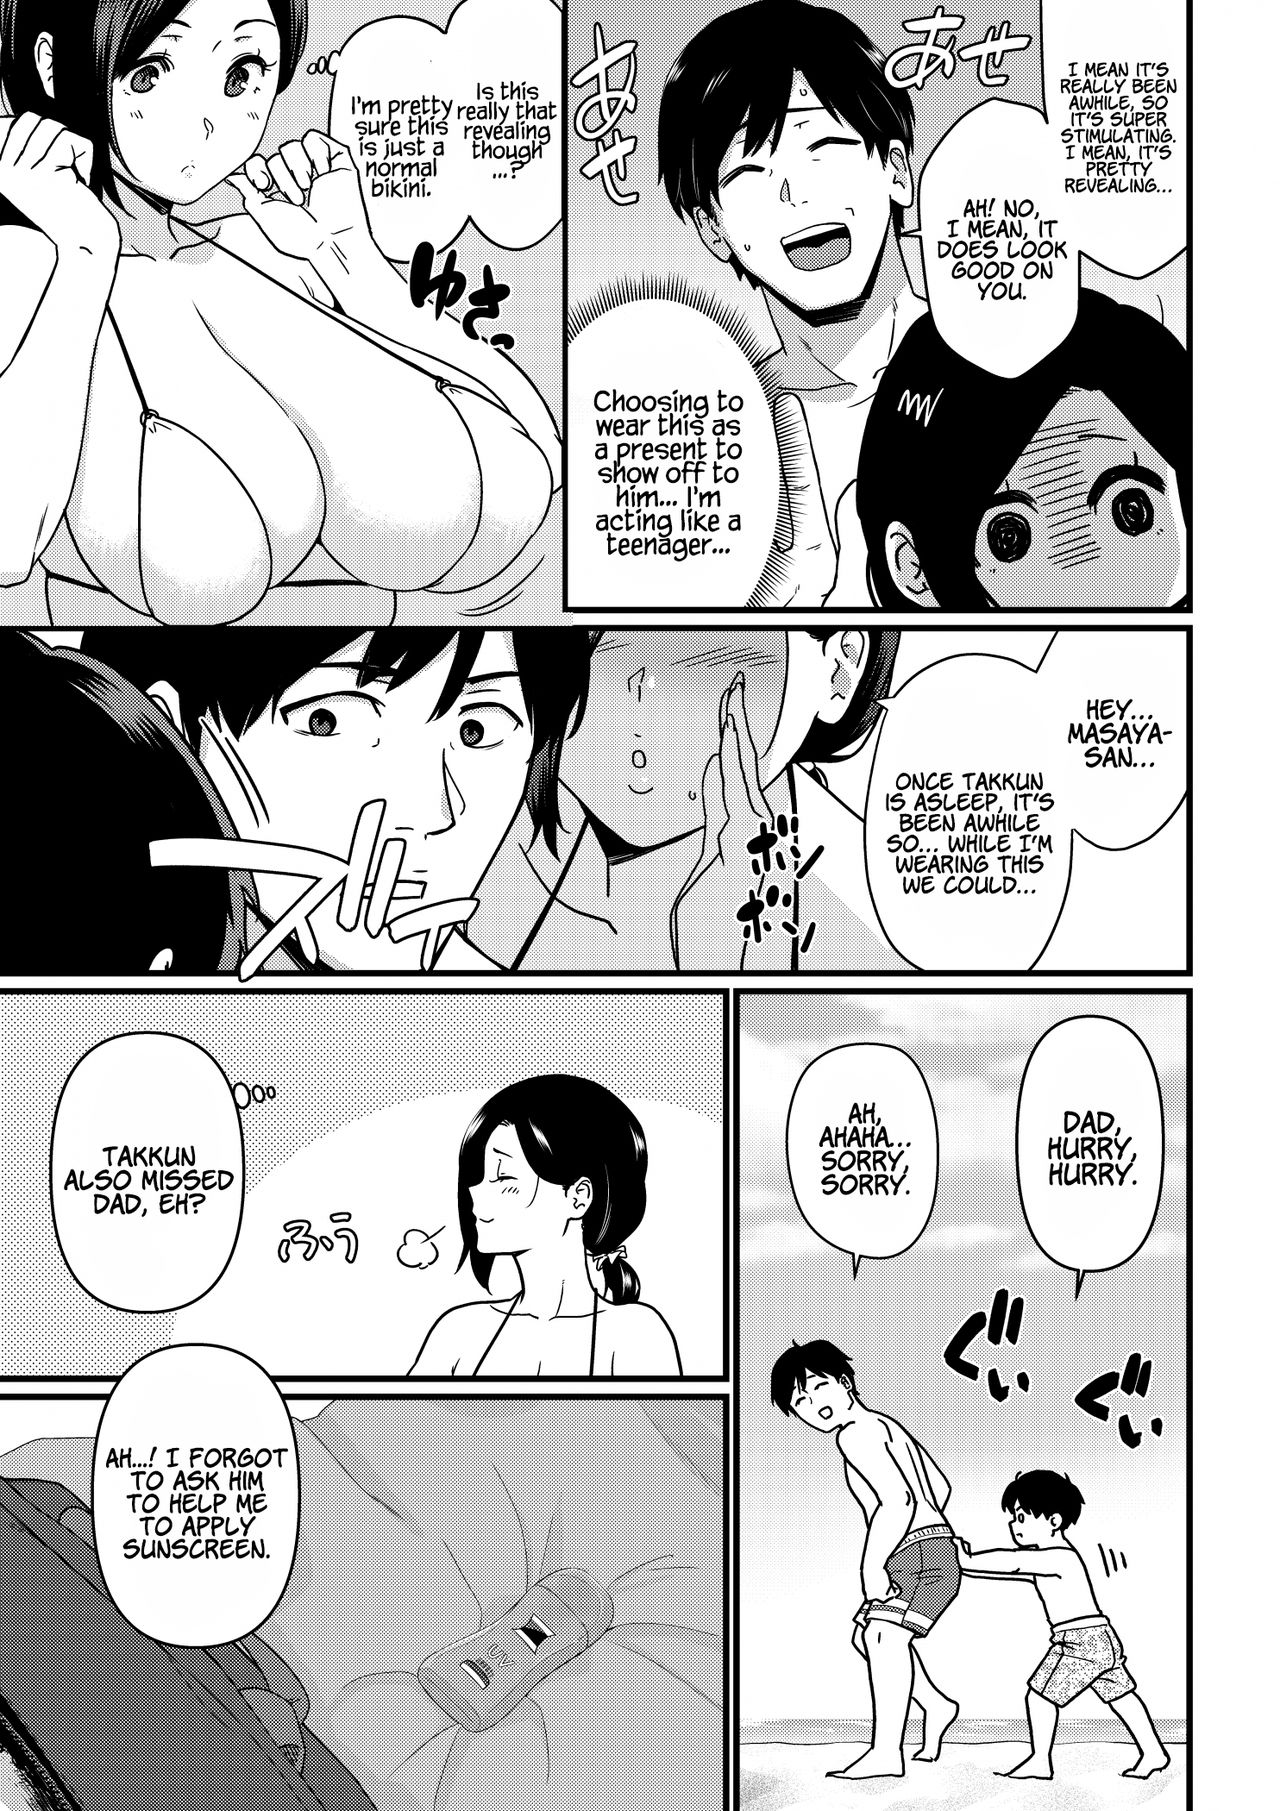 I MEAN IT'S
REALLY BEEN
AWHILE, SO
IT'S SUPER
STIMULATING.
I MEAN, IT'S
PRETTY
REVEALING...
AH! NO,
I MEAN, IT
DOES LOOK
GOOD ON
YOU.
あせ
あせ
Choosing to
wear this as
a present to
show off to
him... I'm
acting like a
teenager...
Is this
really that
revealing
though
...?
I'm pretty
sure this
is just a
normal
bikini.
ゆさっ
HEY...
MASAYA-
SAN...
ONCE TAKKUN
IS ASLEEP, IT'S
BEEN AWHILE
SO... WHILE I'M
WEARING THIS
WE COULD...
ボソ
ボソ
DAD,
HURRY,
HURRY.
AH,
AHAHA...
SORRY,
SORRY.
ぐいっ
ぐいっ
TAKKUN
ALSO MISSED
DAD, EH?
ふぅ
AH...! I FORGOT
TO ASK HIM
TO HELP ME
TO APPLY
SUNSCREEN.
UV